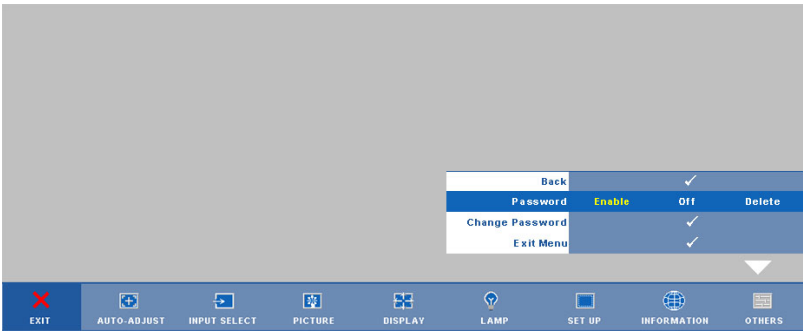 Back
Password Enable Off Delete
Change Password
Exit Menu
EXIT AUTO-ADJUST INPUT SELECT PICTURE DISPLAY LAMP SET UP INFORMATION OTHERS